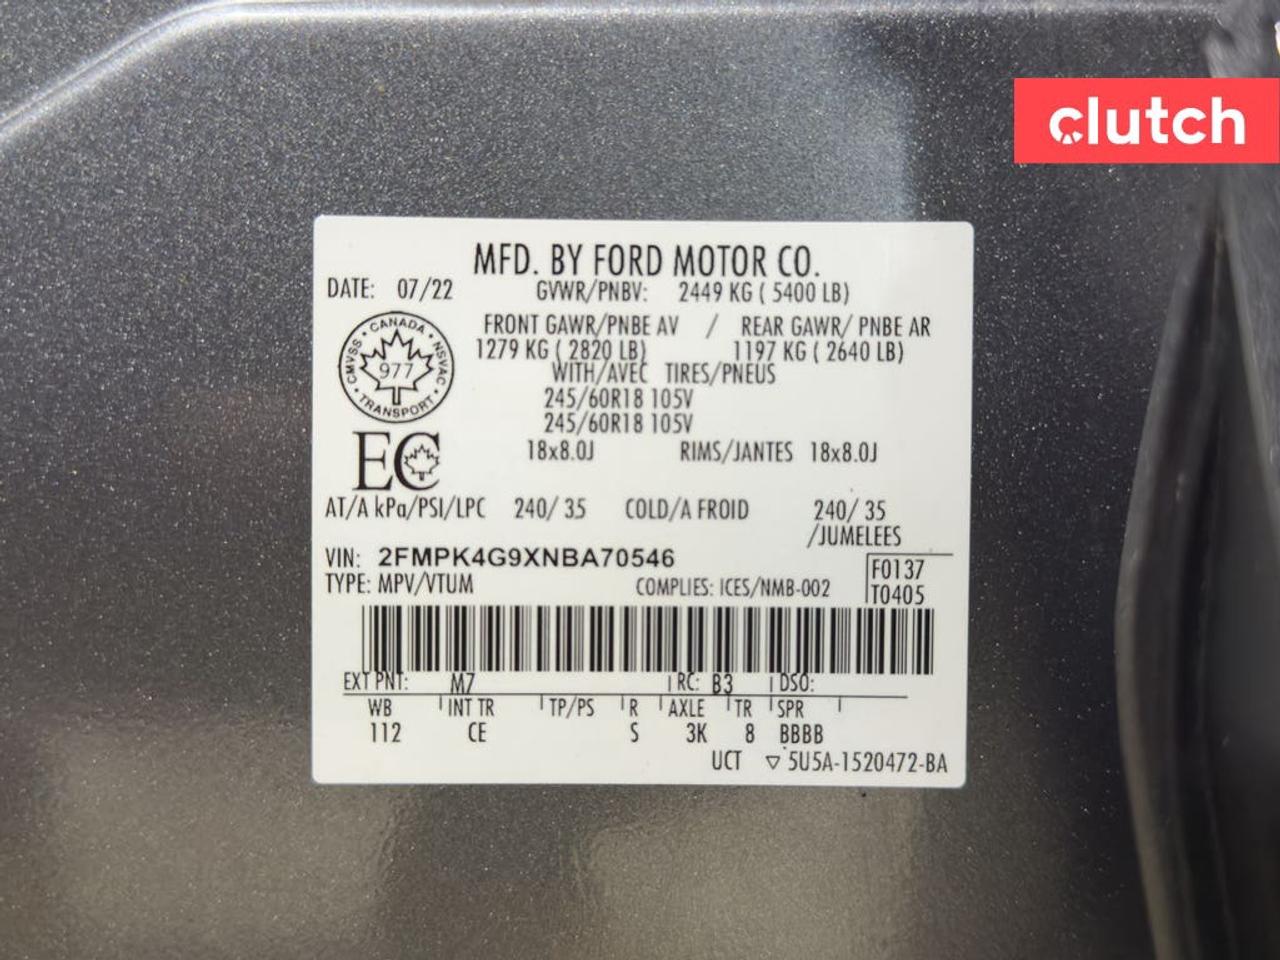 clutch
MFD. BY FORD MOTOR CO.
DATE: 07/22 GVWR/PNBV: 2449 KG ( 5400 LB)
FRONT GAWR/PNBE AV / REAR GAWR/ PNBE AR
1279 KG ( 2820 LB) 1197 KG ( 2640 LB)
WITH/AVEC TIRES/PNEUS
245/60R18 105V
245/60R18 105V
18x8.0J RIMS/JANTES 18x8.0J
CANADA
CMVSS NSVAC
977
TRANSPORT
EC
AT/A kPa/PSI/LPC 240/ 35 COLD/A FROID 240/ 35
/JUMELEES
VIN: 2FMPK4G9XNBA70546
TYPE: MPV/VTUM COMPLIES: ICES/NMB-002
F0137
T0405
EXT PNT: M7 RC: B3 DSO:
WB INT TR TP/PS R AXLE TR SPR
112 CE S 3K 8 BBBB
UCT ▽ 5U5A-1520472-BA